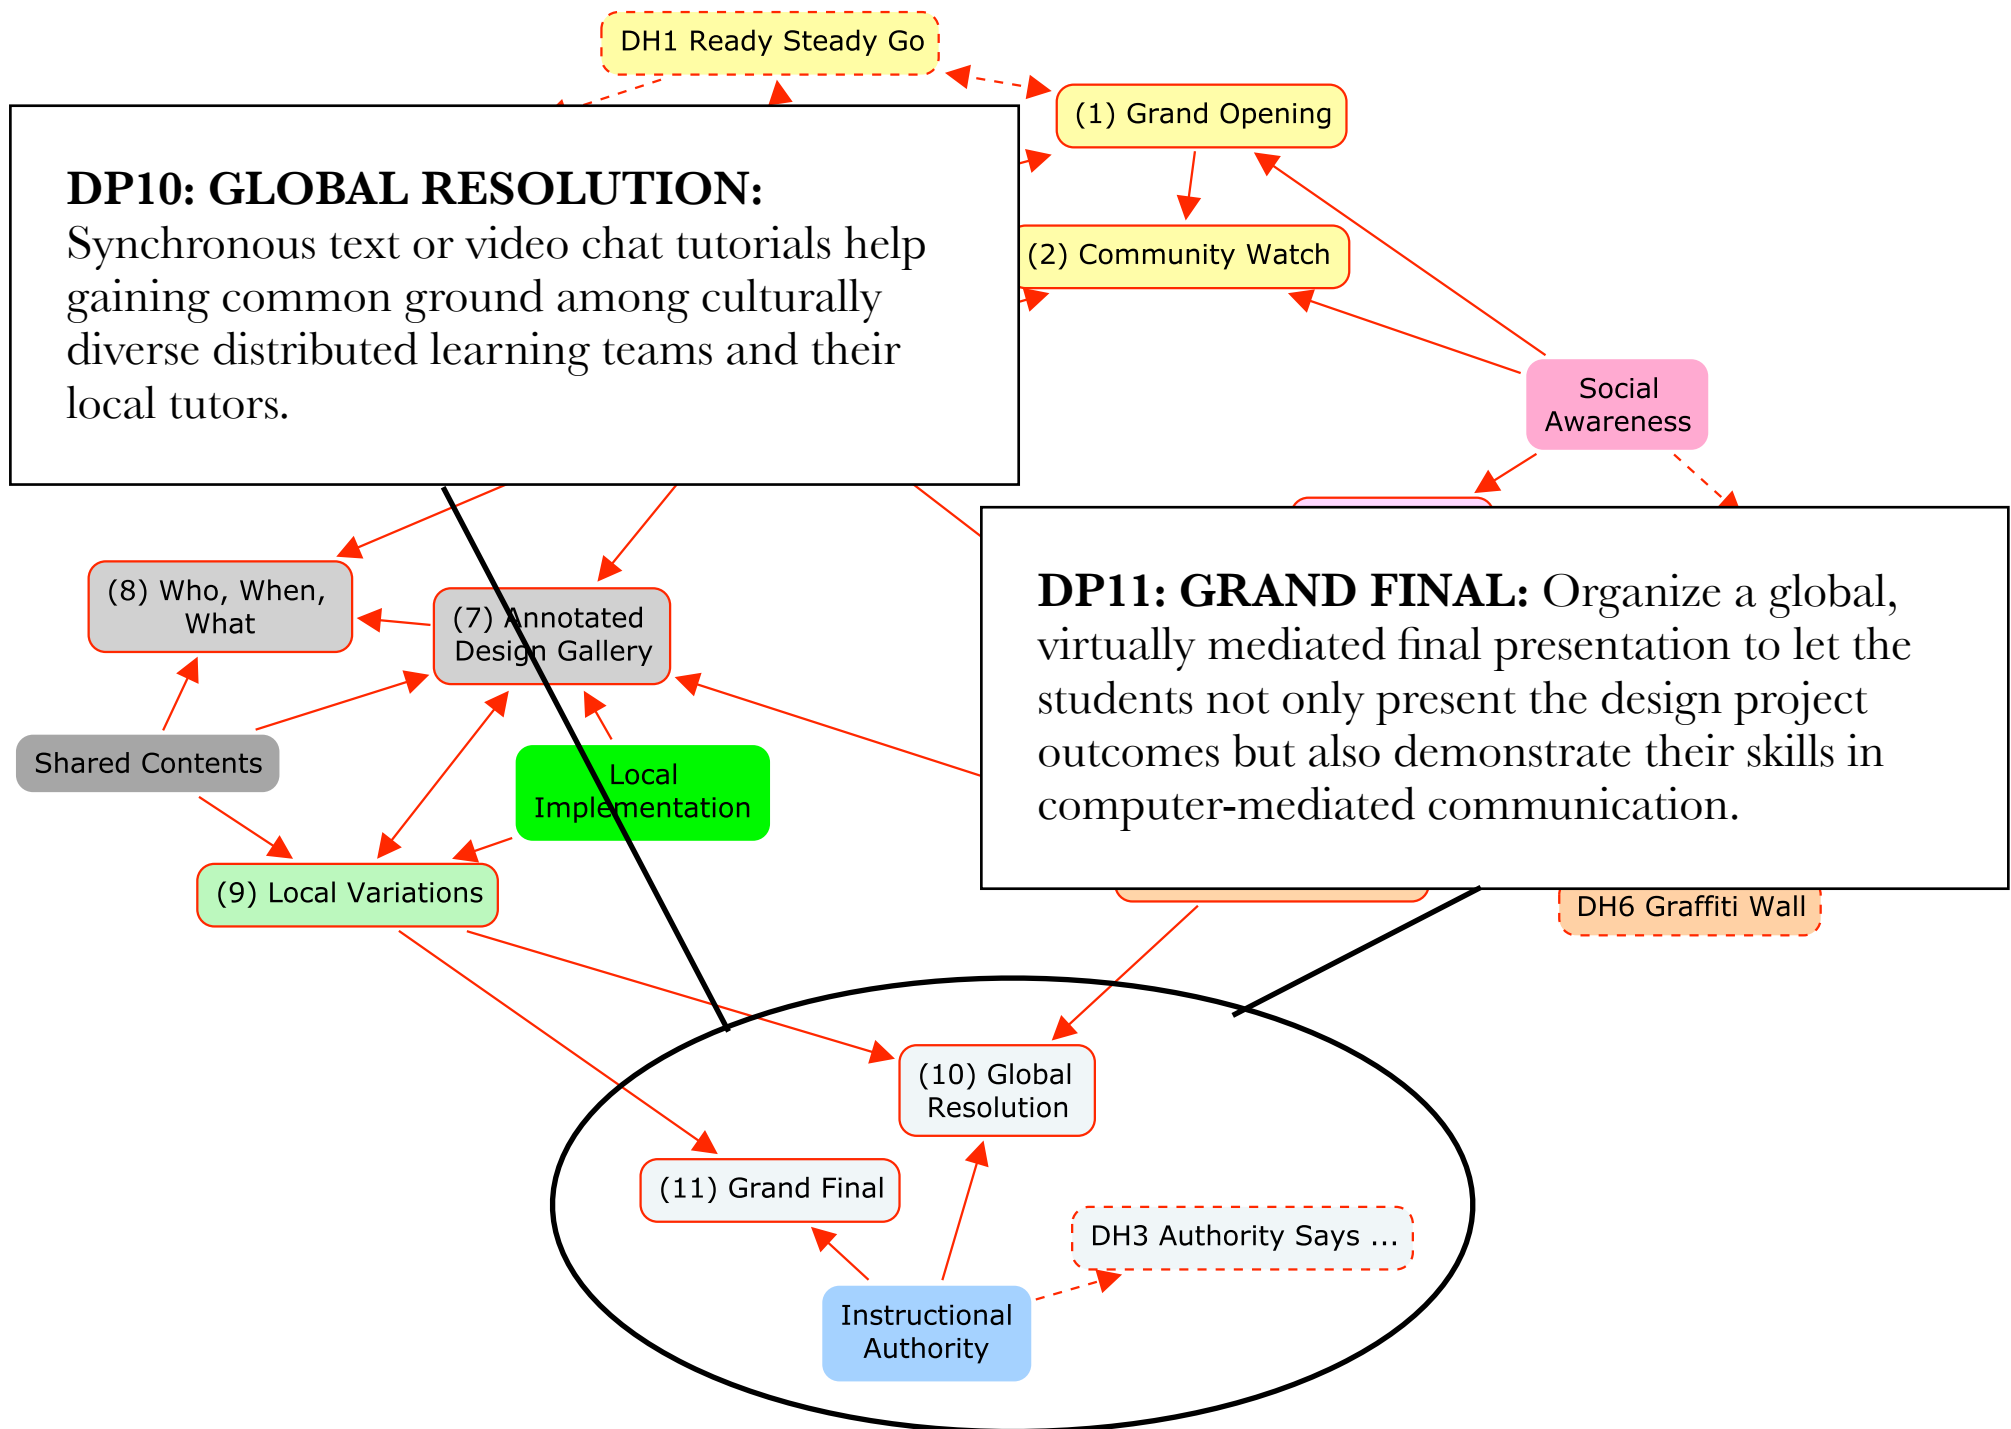 DH1 Ready Steady Go
(1) Grand Opening
DP10: GLOBAL RESOLUTION:
Synchronous text or video chat tutorials help
gaining common ground among culturally
diverse distributed learning teams and their
local tutors.
(2) Community Watch
Social
Awareness
(8) Who, When,
What
(7) Annotated
Design Gallery
DP11: GRAND FINAL: Organize a global,
virtually mediated final presentation to let the
students not only present the design project
outcomes but also demonstrate their skills in
computer-mediated communication.
Shared Contents
Local
Implementation
(9) Local Variations
DH6 Graffiti Wall
(10) Global
Resolution
(11) Grand Final
DH3 Authority Says ...
Instructional
Authority